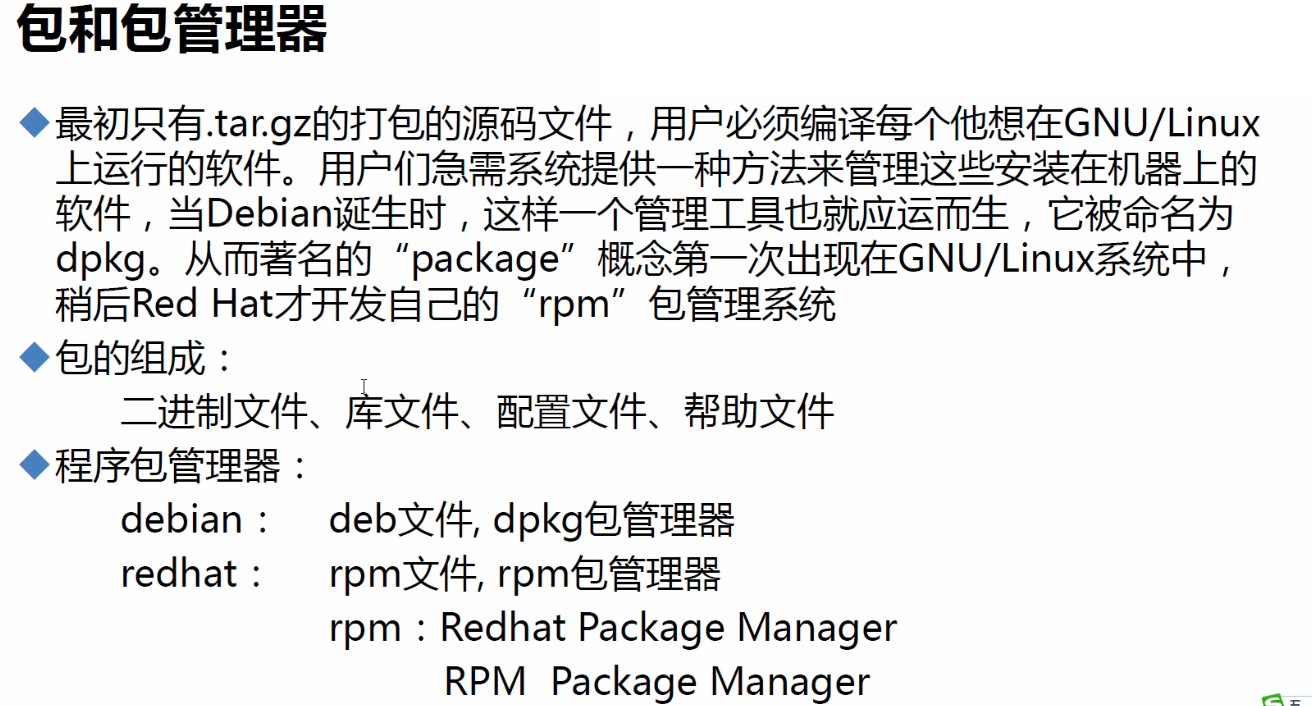 包和包管理器
◆最初只有.tar.gz的打包的源码文件，用户必须编译每个他想在GNU/Linux
上运行的软件。用户们急需系统提供一种方法来管理这些安装在机器上的
软件，当Debian诞生时，这样一个管理工具也就应运而生，它被命名为
dpkg。从而著名的“package”概念第一次出现在GNU/Linux系统中，
稍后Red Hat才开发自己的“rpm”包管理系统
◆包的组成：
二进制文件、库文件、配置文件、帮助文件
◆程序包管理器：
debian： deb文件, dpkg包管理器
redhat： rpm文件, rpm包管理器
rpm：Redhat Package Manager
RPM Package Manager